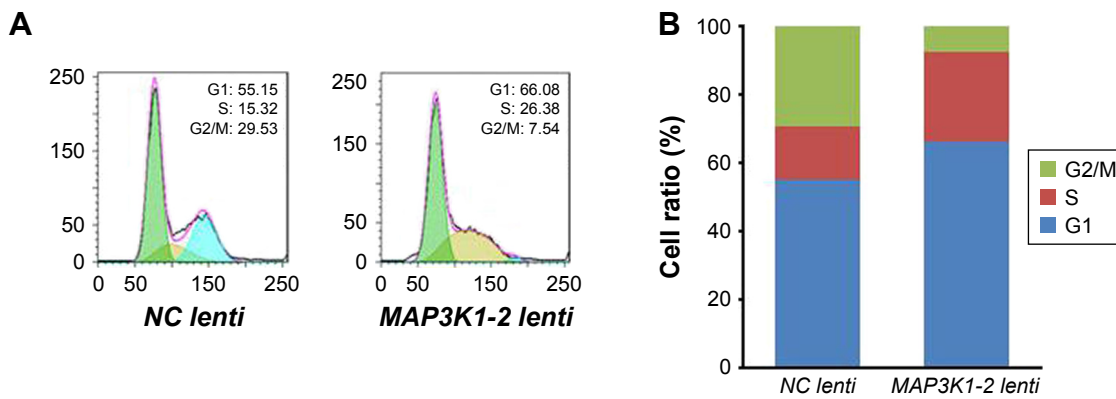 A
250
150
50
0
G1: 55.15
S: 15.32
G2/M: 29.53
0 50 150 250
NC lenti
250
150
50
0
G1: 66.08
S: 26.38
G2/M: 7.54
0 50 150 250
MAP3K1-2 lenti
B
Cell ratio (%)
100
80
60
40
20
0
NC lenti MAP3K1-2 lenti
G2/M
S
G1